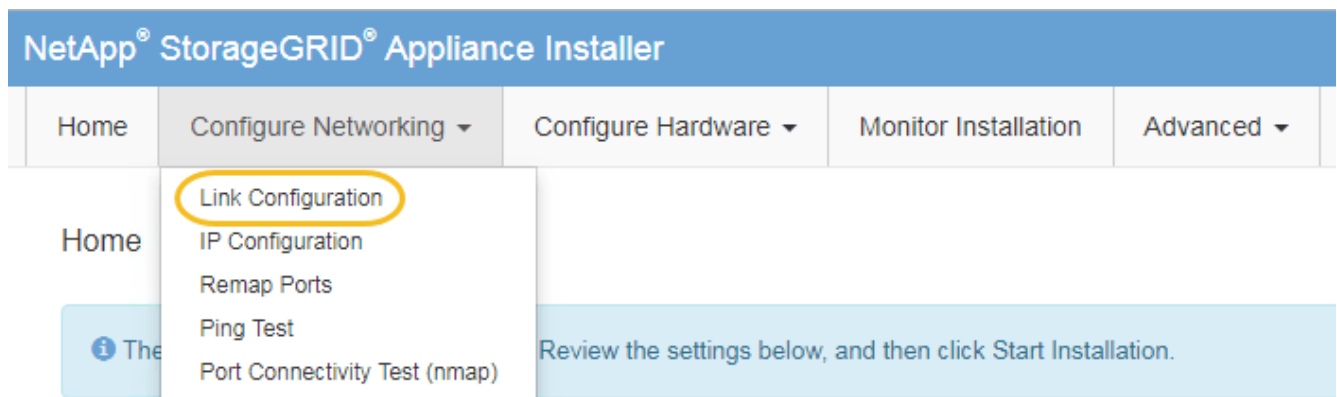 NetApp® StorageGRID® Appliance Installer
Home Configure Networking Configure Hardware Monitor Installation Advanced
Link Configuration
Home
IP Configuration
Remap Ports
Ping Test
The Review the settings below, and then click Start Installation.
Port Connectivity Test (nmap)